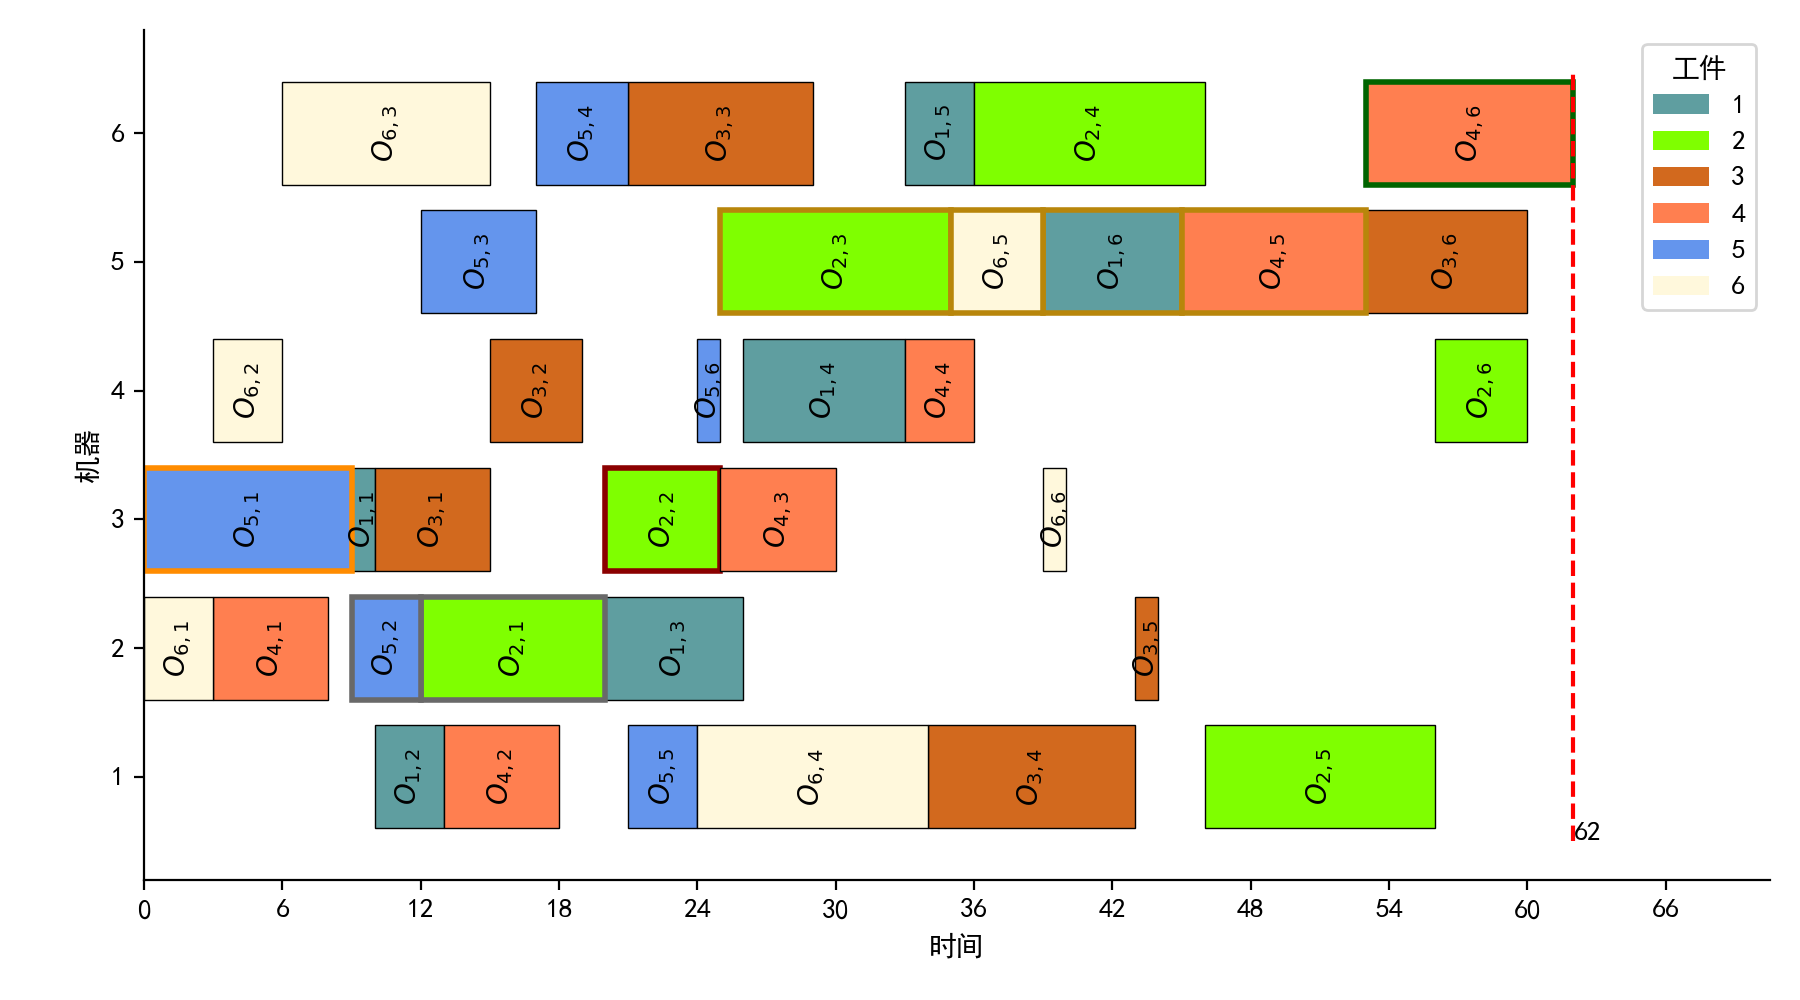 工件
1
2
3
4
5
6
6
O6,3
O5,4
O3,3
O1,5
O2,4
O4,6
5
O5,3
O2,3
O6,5
O1,6
O4,5
O3,6
4
O6,2
O3,2
O5,6
O1,4
O4,4
O2,6
3
O5,1
O1,1
O3,1
O2,2
O4,3
O6,6
2
O6,1
O4,1
O5,2
O2,1
O1,3
O3,5
1
O1,2
O4,2
O5,5
O6,4
O3,4
O2,5
62
机器
0 6 12 18 24 30 36 42 48 54 60 66
时间